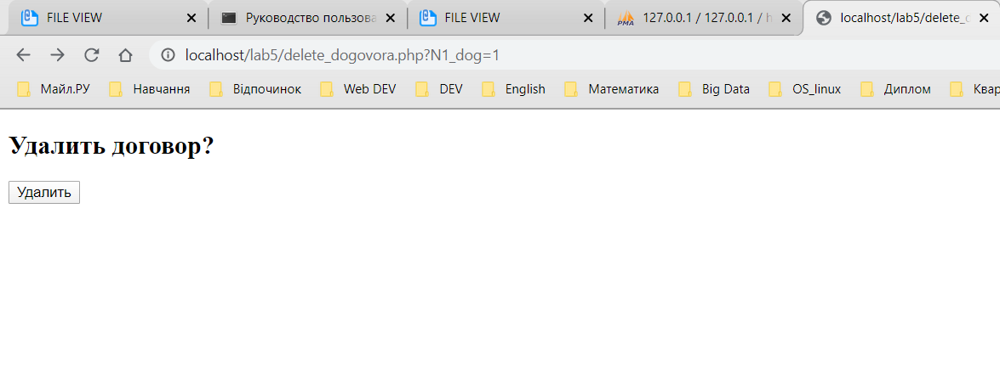 FILE VIEW Руководство пользова FILE VIEW 127.0.0.1 / 127.0.0.1 / h localhost/lab5/delete_d
localhost/lab5/delete_dogovora.php?N1_dog=1
Майл.РУ Навчання Відпочинок Web DEV DEV English Математика Big Data OS_linux Диплом Квар
Удалить договор?
Удалить